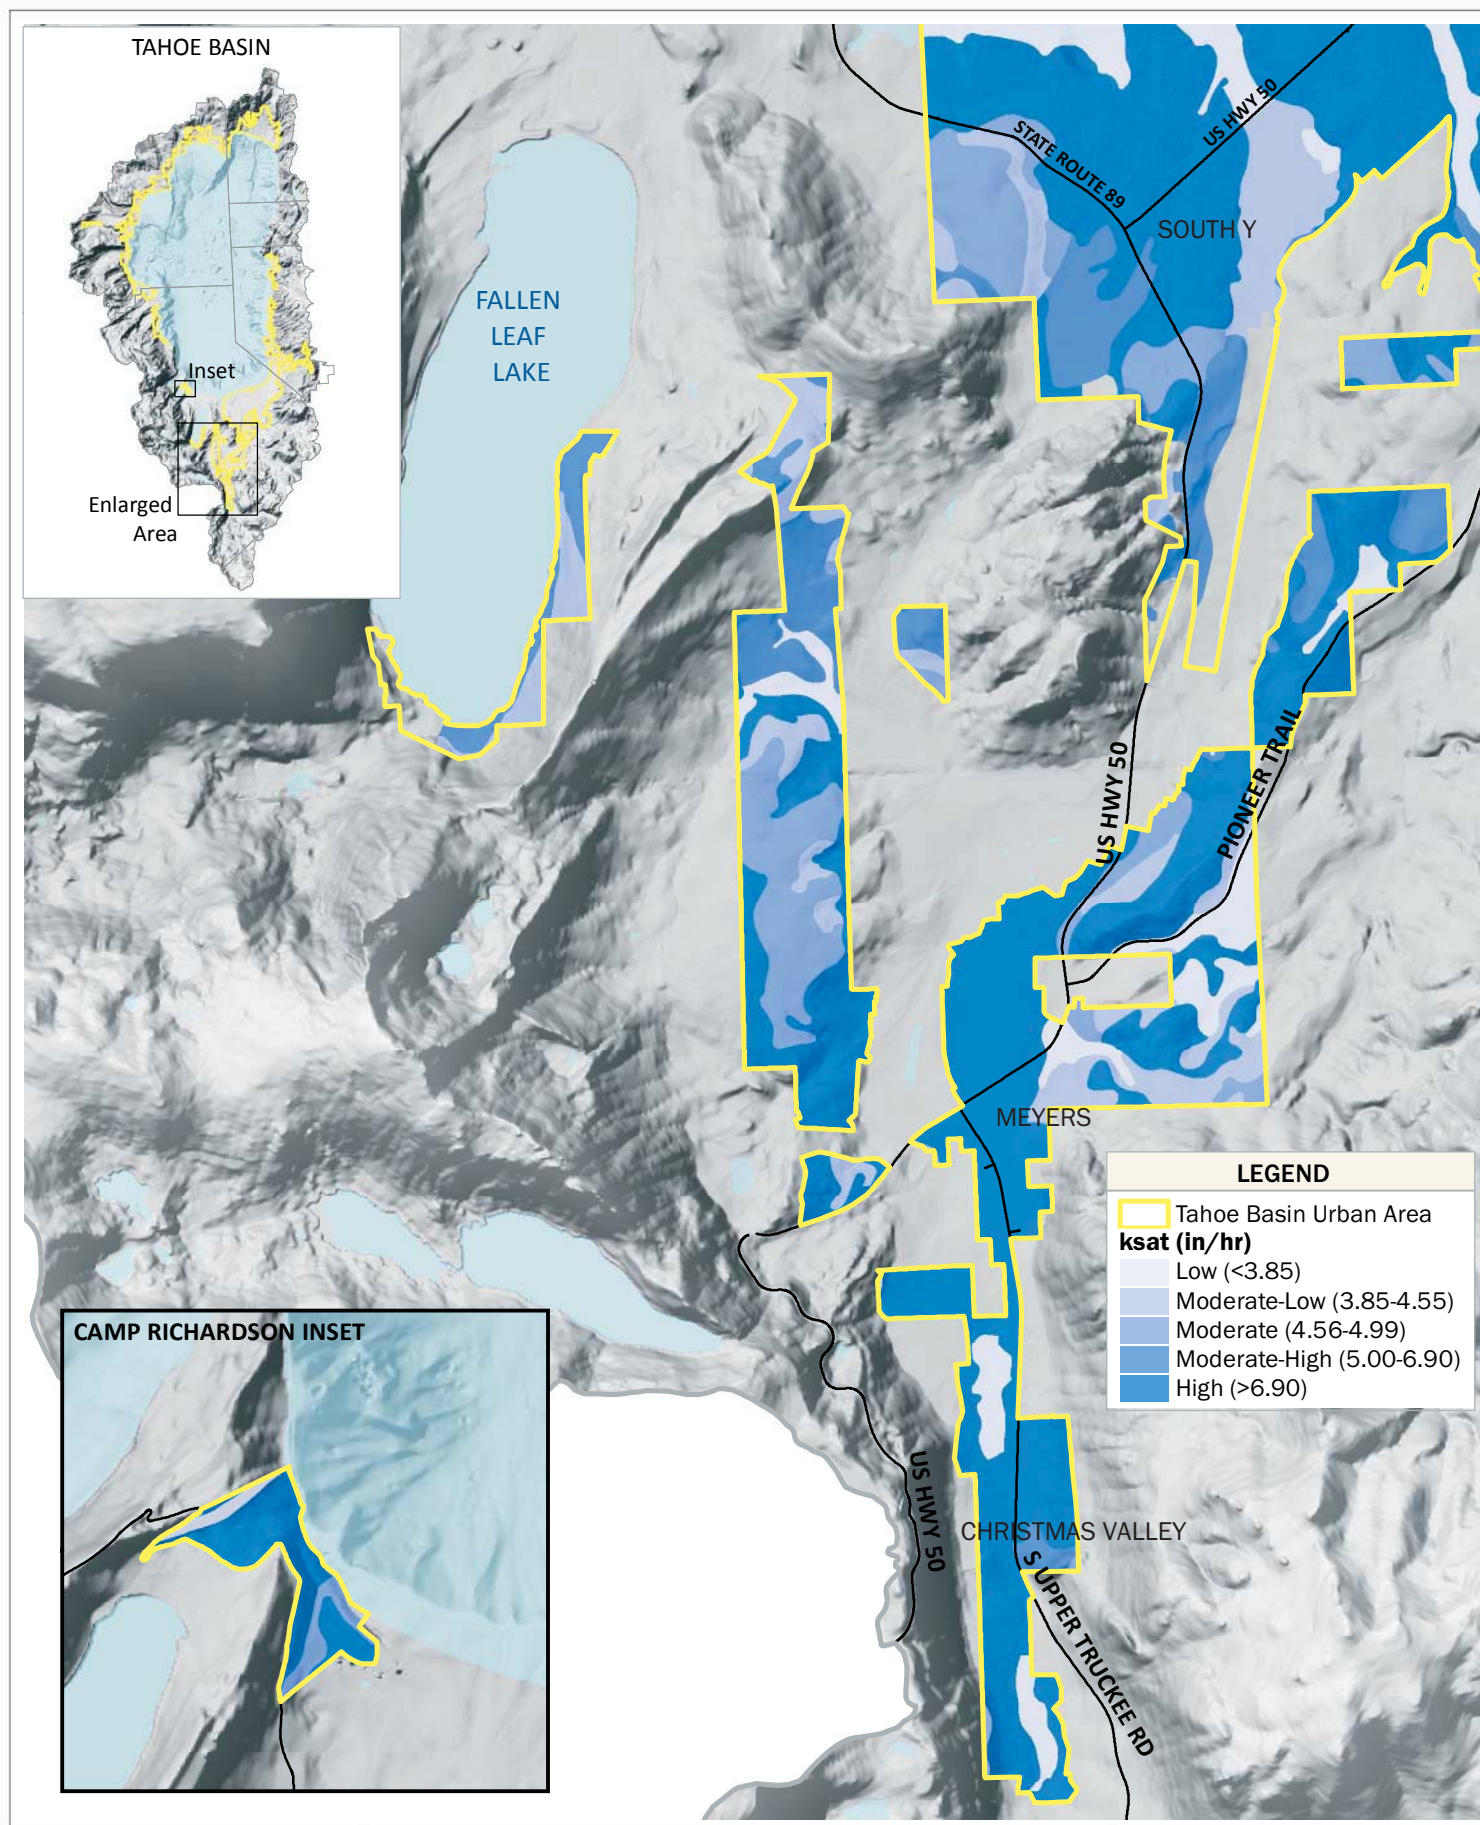 TAHOE BASIN
Inset
Enlarged
Area
FALLEN
LEAF
LAKE
STATE ROUTE 89
US HWY 50
SOUTH Y
US HWY 50
PIONEER TRAIL
MEYERS
LEGEND
Tahoe Basin Urban Area
ksat (in/hr)
Low (<3.85)
Moderate-Low (3.85-4.55)
Moderate (4.56-4.99)
Moderate-High (5.00-6.90)
High (>6.90)
CAMP RICHARDSON INSET
US HWY 50
CHRISTMAS VALLEY
S UPPER TRUCKEE RD